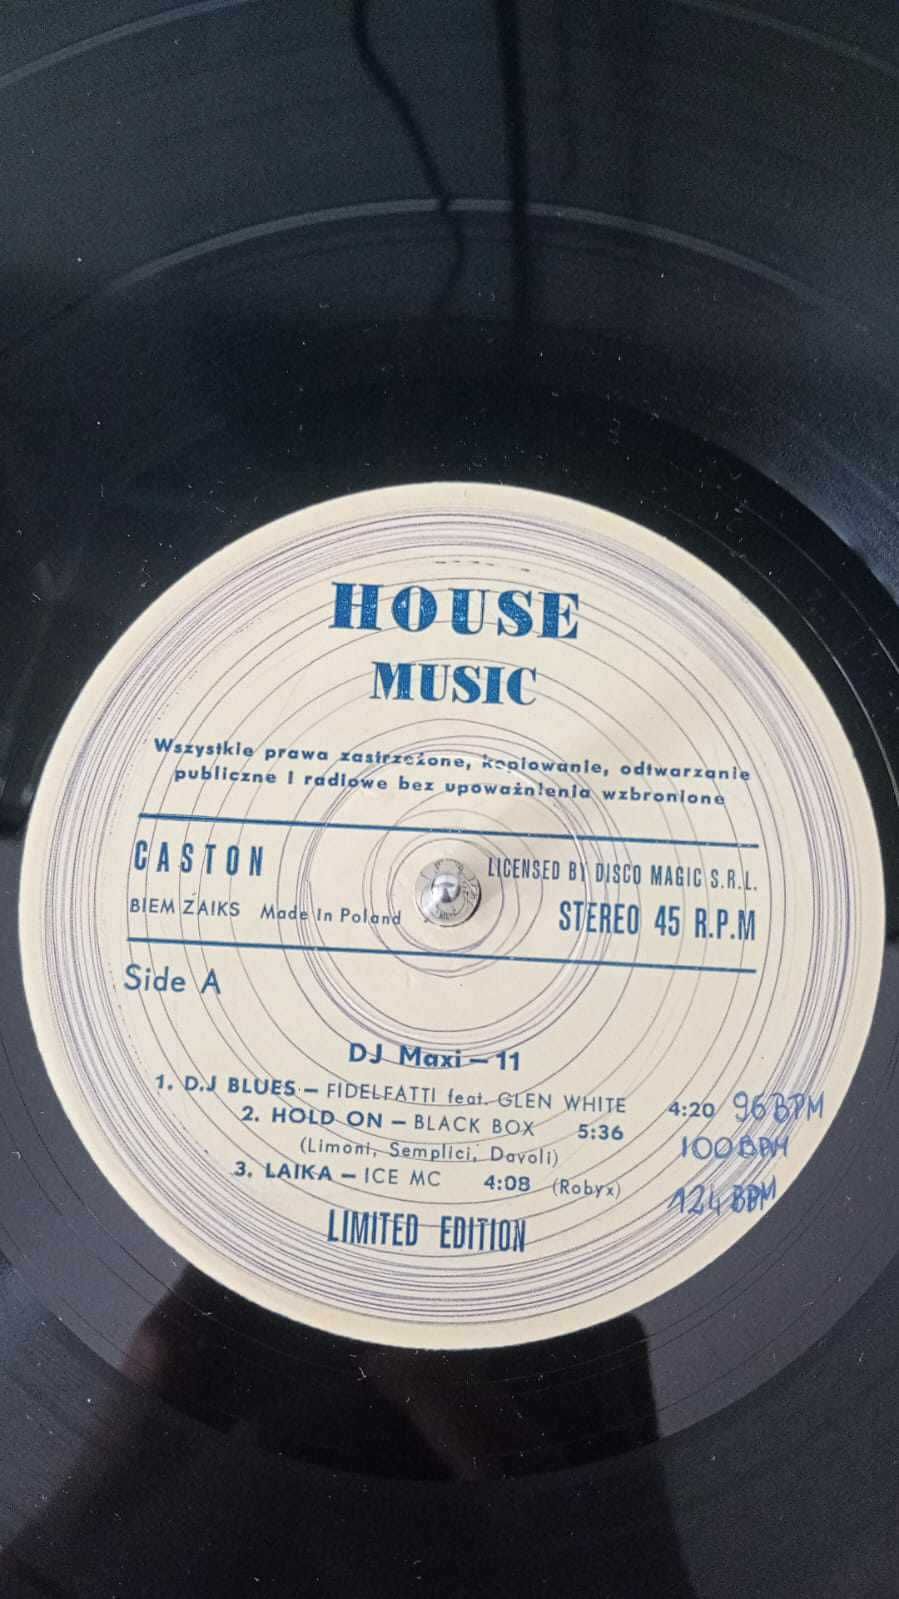 HOUSE
MUSIC
Wszystkie prawa zastrzeżone, kopiowanie, odtwarzanie
publiczne i radiowe bez upoważnienia wzbronione
CASTON
LICENSED BY DISCO MAGIC S.R.L.
BIEM ZAIKS Made In Poland
STEREO 45 R.P.M
Side A
DJ Maxi – 11
1. D.J BLUES – FIDELFATTI feat. GLEN WHITE 4:20 96 BPM
2. HOLD ON – BLACK BOX 5:36 100 BPM
(Limoni, Semplici, Davoli)
3. LAIKA – ICE MC 4:08 (Robyx) 124 BPM
LIMITED EDITION